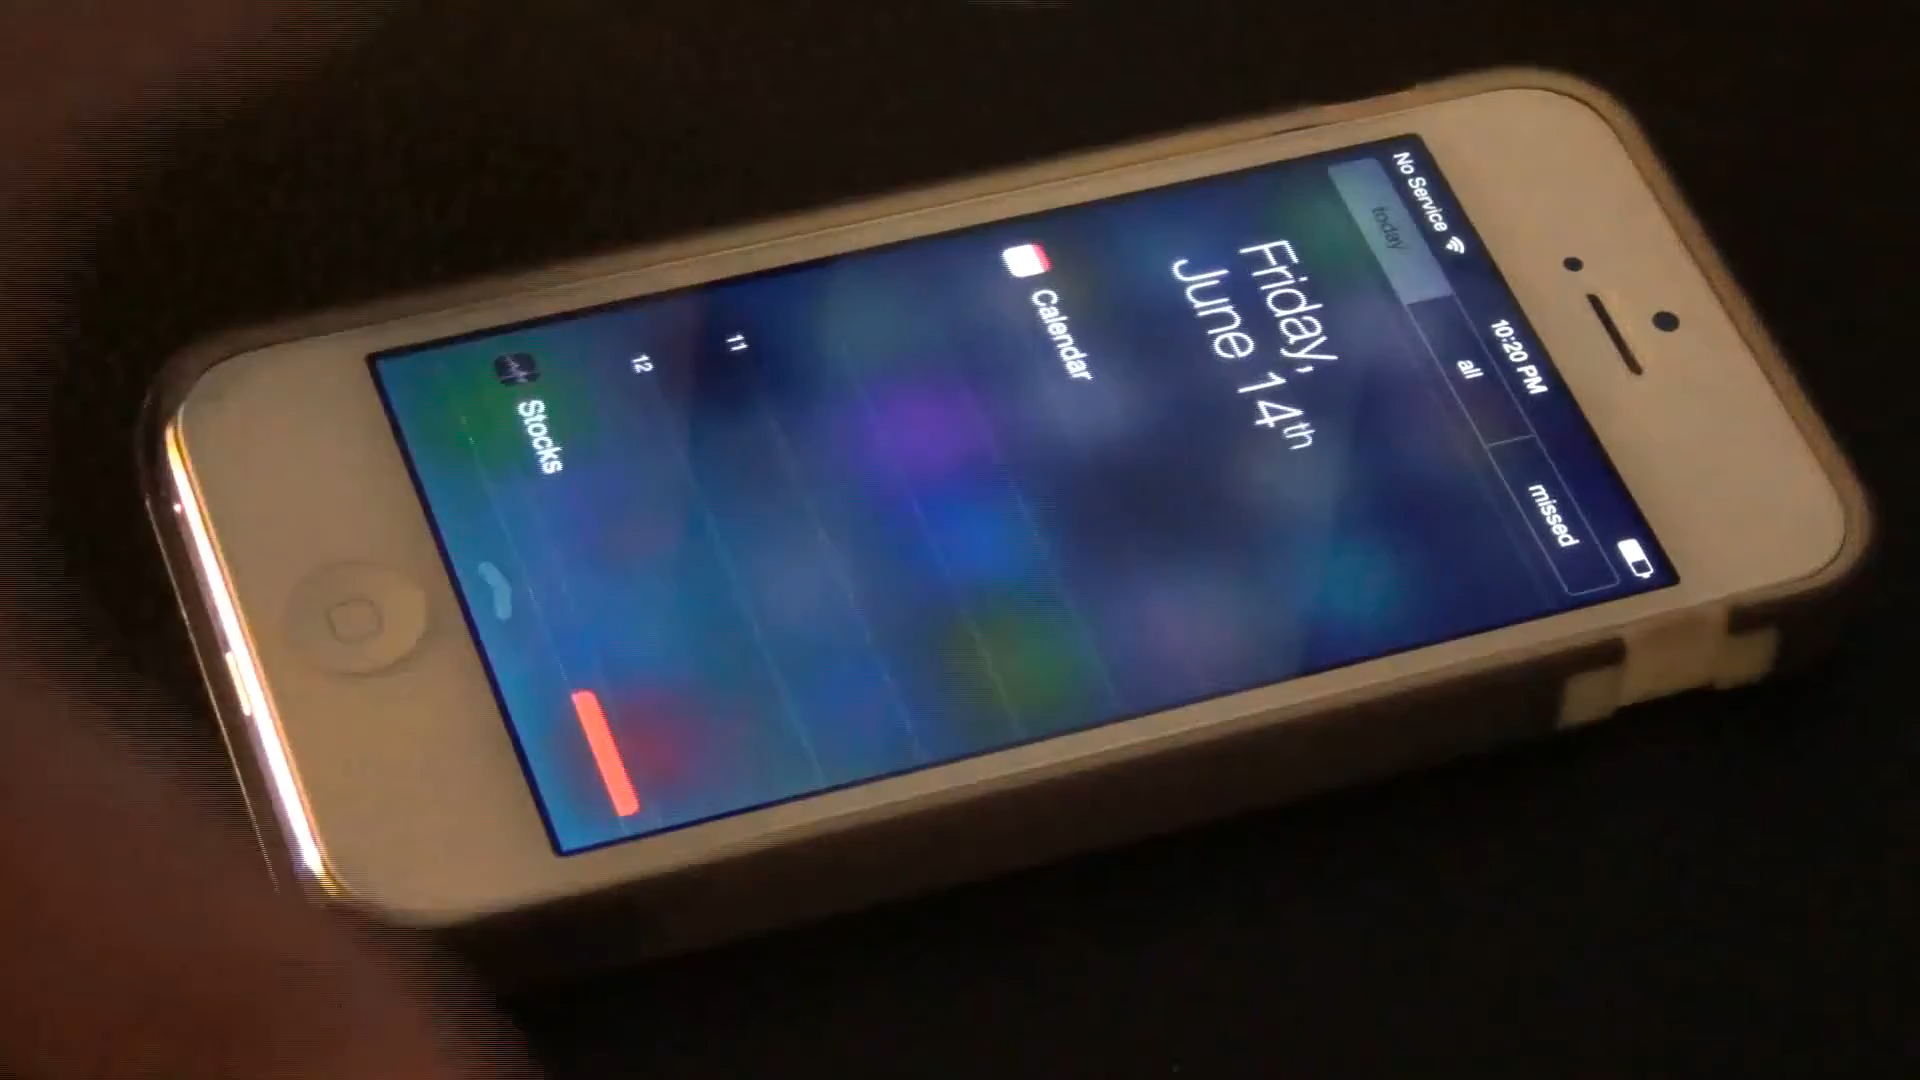 No Service 10:20 PM
today all missed
Friday,
June 14th
Calendar
11
12
Stocks